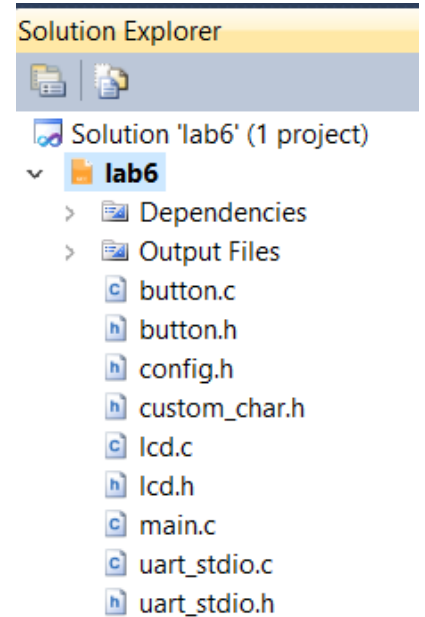 Solution Explorer
Solution 'lab6' (1 project)
lab6
Dependencies
Output Files
button.c
button.h
config.h
custom_char.h
lcd.c
lcd.h
main.c
uart_stdio.c
uart_stdio.h